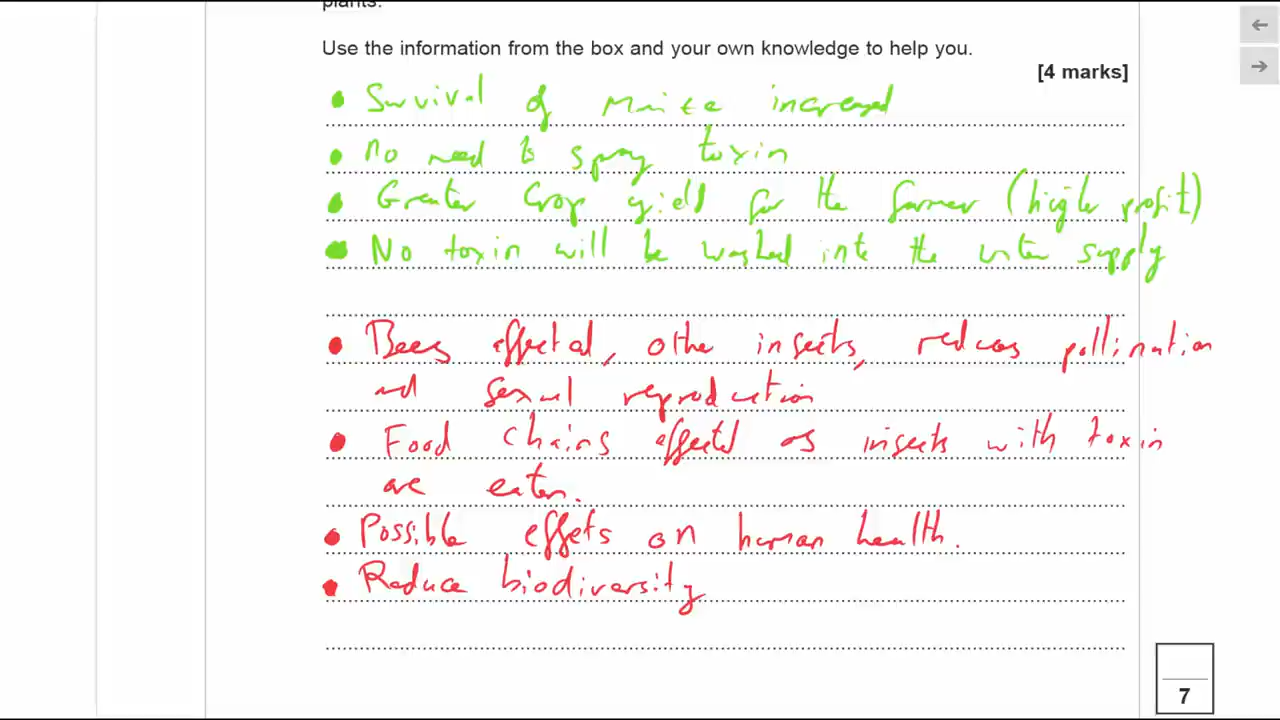 plants.
Use the information from the box and your own knowledge to help you.
[4 marks]
• Survival of Maize increased
• no need to spray toxin
• Greater Crop yield for the farmer (higher profit)
• No toxin will be washed into the water supply
• Bees affected, other insects, reduces pollination
and sexual reproduction
• Food chains affected as insects with toxin
are eaten.
• Possible effets on human health.
• Reduce biodiversity
7